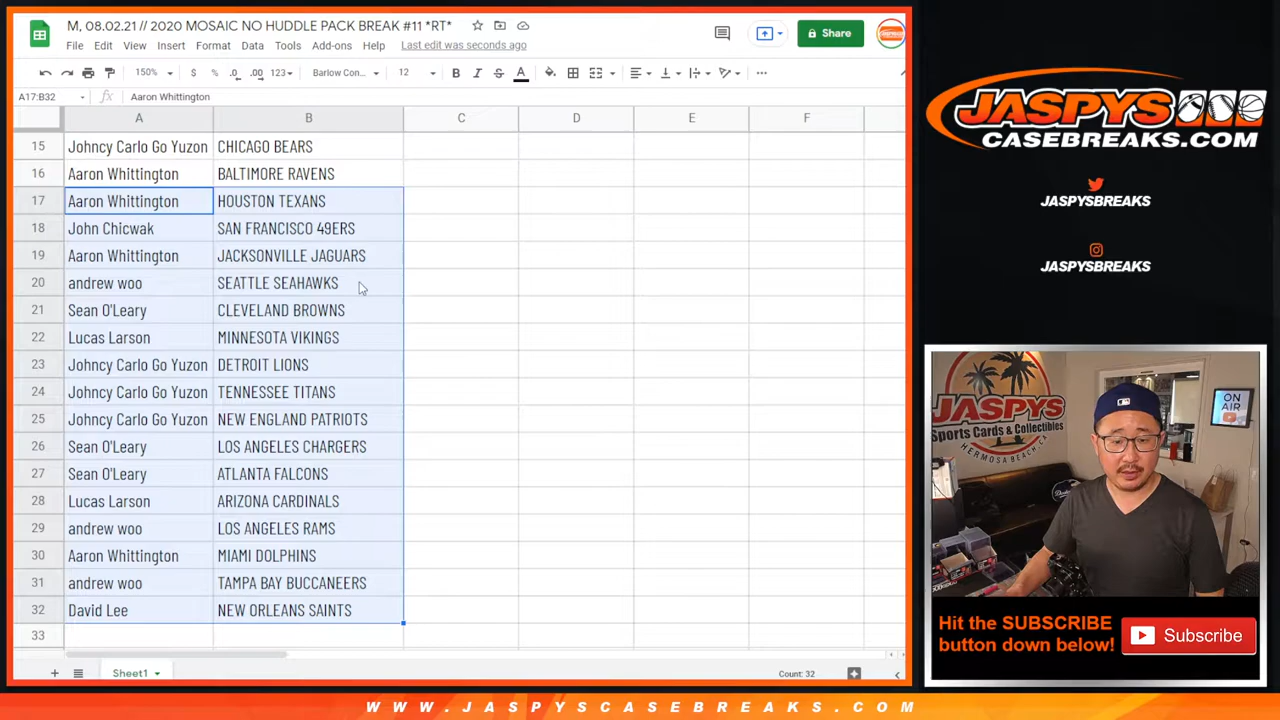 M, 08.02.21 // 2020 MOSAIC NO HUDDLE PACK BREAK #11 *RT*
File Edit View Insert Format Data Tools Add-ons Help Last edit was seconds ago
Share
150% $ % .0 .00 123 Barlow Con... 12 B I S A
A17:B32 fx Aaron Whittington
A B C D E F
15 Johncy Carlo Go Yuzon CHICAGO BEARS
16 Aaron Whittington BALTIMORE RAVENS
17 Aaron Whittington HOUSTON TEXANS
18 John Chicwak SAN FRANCISCO 49ERS
19 Aaron Whittington JACKSONVILLE JAGUARS
20 andrew woo SEATTLE SEAHAWKS
21 Sean O'Leary CLEVELAND BROWNS
22 Lucas Larson MINNESOTA VIKINGS
23 Johncy Carlo Go Yuzon DETROIT LIONS
24 Johncy Carlo Go Yuzon TENNESSEE TITANS
25 Johncy Carlo Go Yuzon NEW ENGLAND PATRIOTS
26 Sean O'Leary LOS ANGELES CHARGERS
27 Sean O'Leary ATLANTA FALCONS
28 Lucas Larson ARIZONA CARDINALS
29 andrew woo LOS ANGELES RAMS
30 Aaron Whittington MIAMI DOLPHINS
31 andrew woo TAMPA BAY BUCCANEERS
32 David Lee NEW ORLEANS SAINTS
33
Sheet1
Count: 32
JASPYS
CASEBREAKS.COM
JASPYSBREAKS
JASPYSBREAKS
JASPYS
Sports Cards & Collectibles
HERMOSA BEACH, CA
ON AIR
Hit the SUBSCRIBE
button down below!
Subscribe
WWW.JASPYSCASEBREAKS.COM